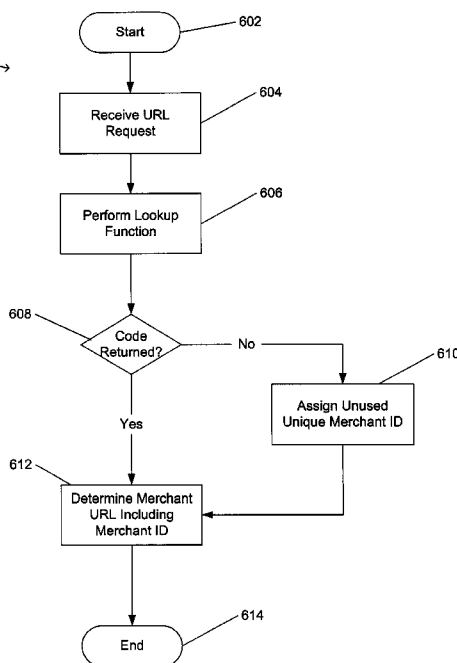 Start
602
Receive URL
Request
604
Perform Lookup
Function
606
608
Code
Returned?
No
610
Assign Unused
Unique Merchant ID
Yes
612
Determine Merchant
URL Including
Merchant ID
End
614